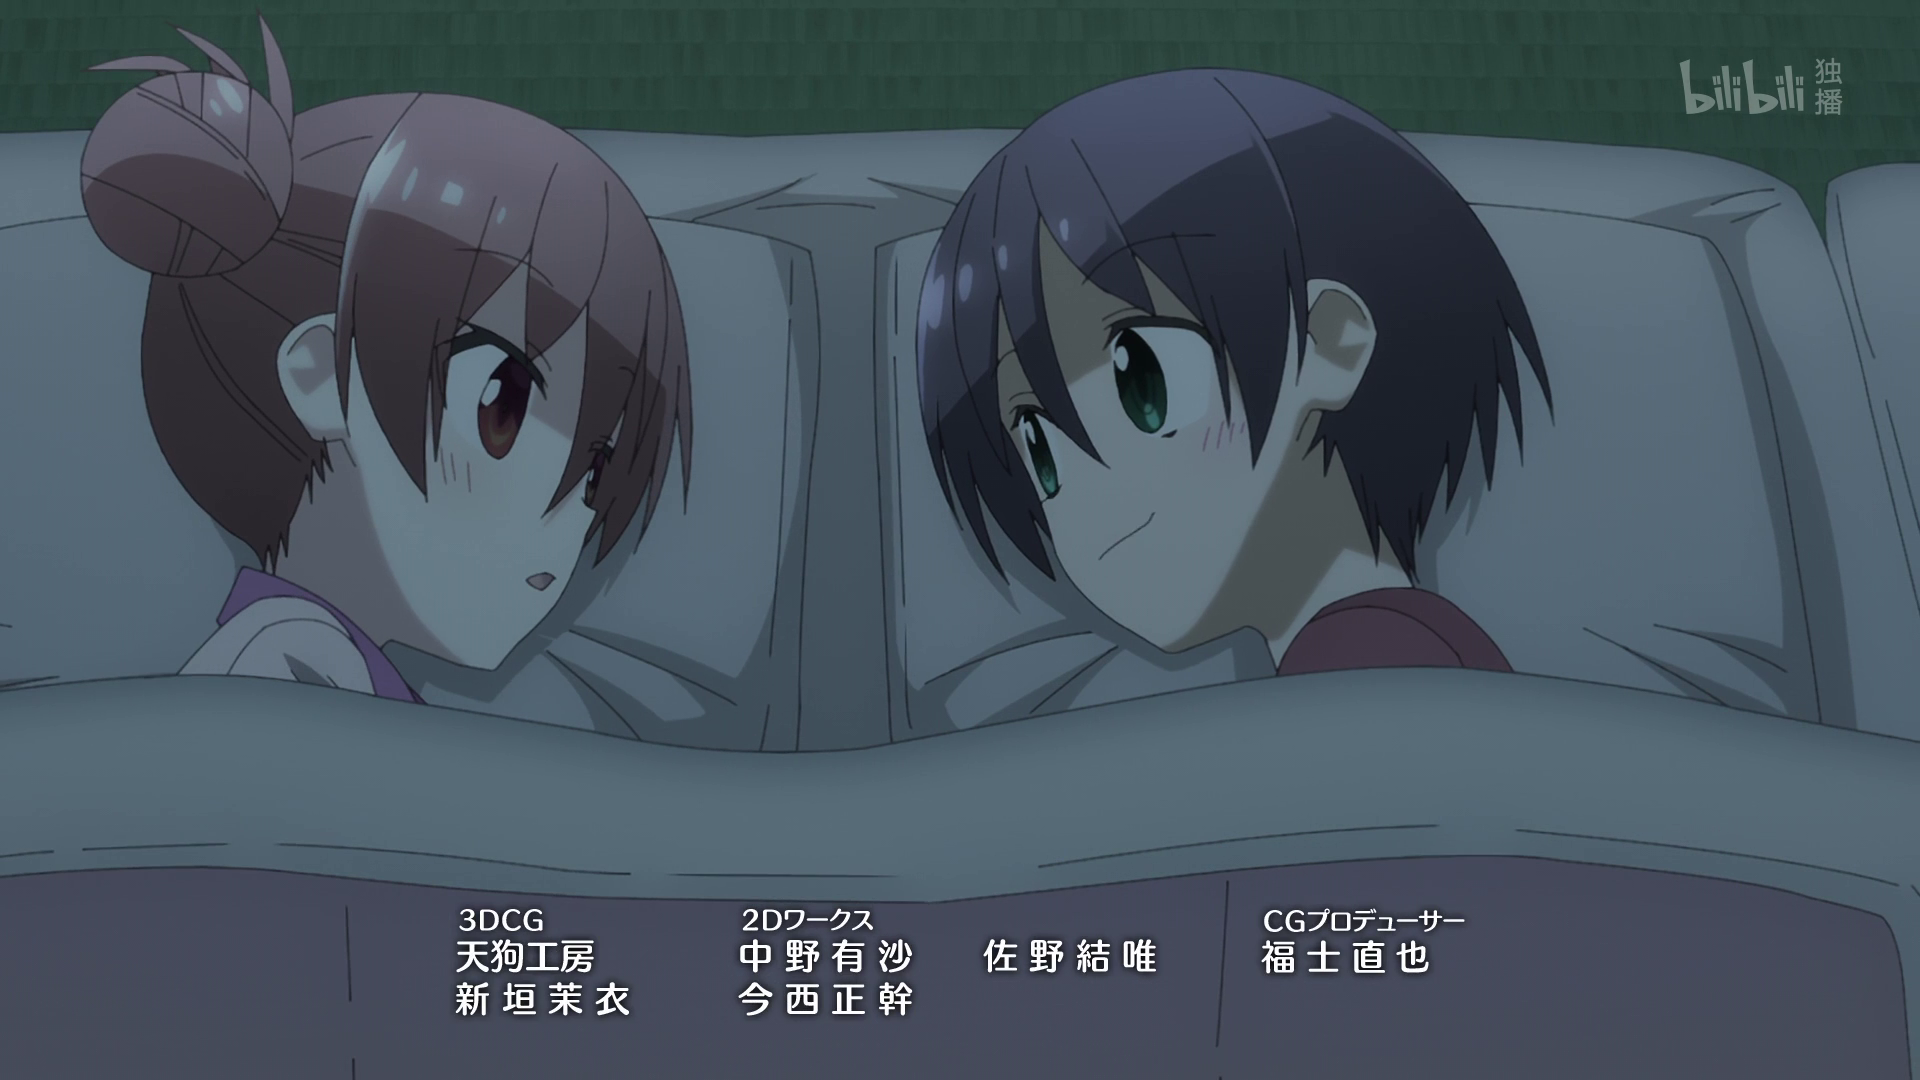 bilibili 独播
3DCG
天狗工房
新垣茉衣
2Dワークス
中野有沙 佐野結唯
今西正幹
CGプロデューサー
福士直也